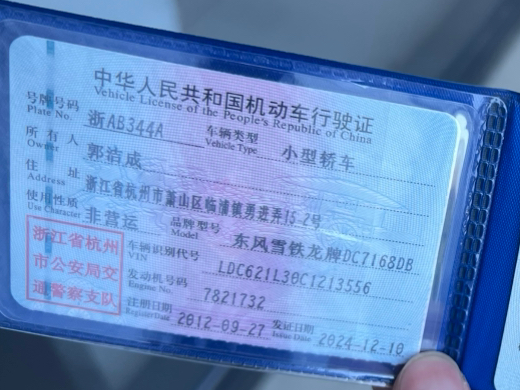 中华人民共和国机动车行驶证
Vehicle License of the People's Republic of China
号牌号码 浙AB344A 车辆类型 小型轿车
Plate No. Vehicle Type
所有人 郭洁成
Owner
住址 浙江省杭州市萧山区临浦镇勇进弄15-2号
Address
使用性质 非营运 品牌型号 东风雪铁龙牌DC7168DB
Use Character Model
浙江省杭州
市公安局交
通警察支队
车辆识别代号 LDC621L30C1213556
VIN
发动机号码 7821732
Engine No.
注册日期 2012-09-27 发证日期 2024-12-10
Register Date Issue Date